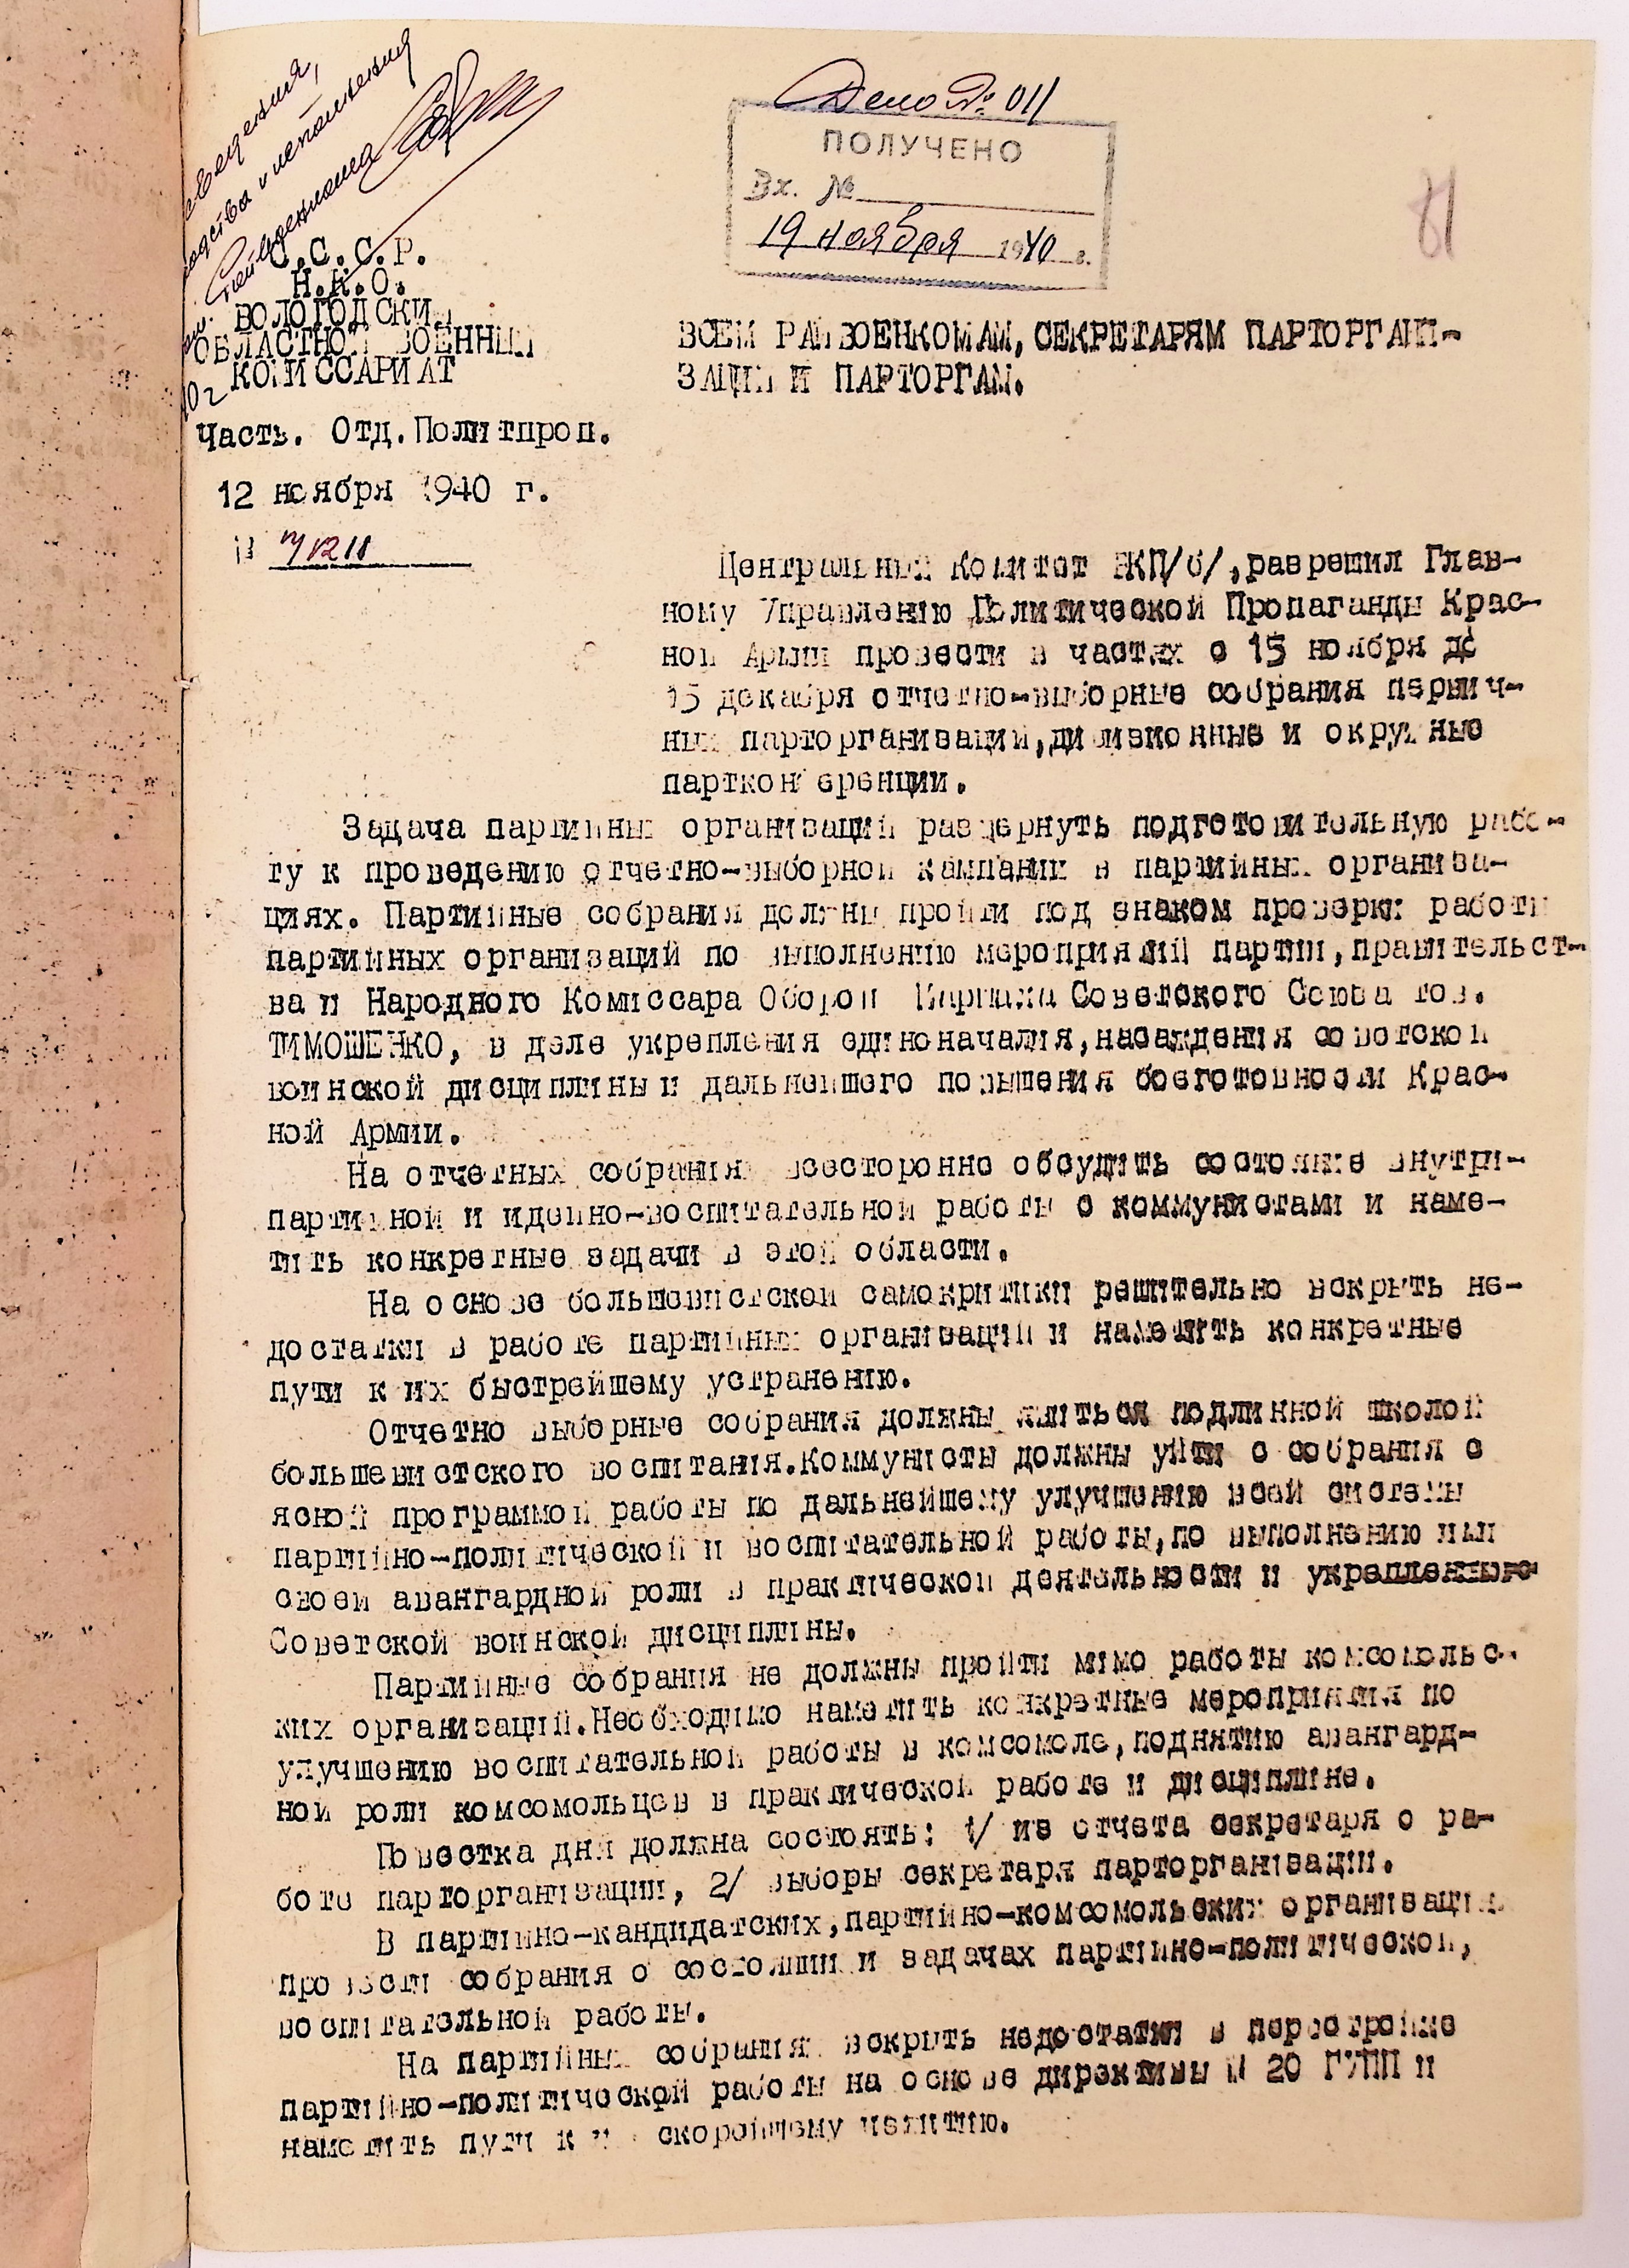 Дело № 011
ПОЛУЧЕНО
Вх. №
19 ноября 1940 г.
81
С.С.С.Р.
Н.К.О.
ВОЛОГОДСКИЙ
ОБЛАСТНОЙ ВОЕННЫЙ
КОМИССАРИАТ
Часть. Отд.Политпроп.
12 ноября 1940 г.
№
ВСЕМ РАЙВОЕНКОМАМ, СЕКРЕТАРЯМ ПАРТОРГАНИ-
ЗАЦИЙ И ПАРТОРГАМ.
Центральный Комитет ВКП/б/,разрешил Глав-
ному Управлению Политической Пропаганды Крас-
ной Армии провести в частях с 15 ноября до
15 декабря отчетно-выборные собрания первич-
ных парторганизаций,дивизионные и окружные
партконференции.
Задача партийных организаций развернуть подготовительную рабо-
ту к проведению отчетно-выборной кампании в партийных организа-
циях. Партийные собрания должны пройти под знаком проверки работы
партийных организаций по выполнению мероприятий партии,правительст-
ва и Народного Комиссара Обороны Маршала Советского Союза тов.
ТИМОШЕНКО, в деле укрепления единоначалия,насаждения советской
воинской дисциплины и дальнейшего повышения боеготовности Крас-
ной Армии.
На отчетных собраниях всесторонне обсудить состояние внутри-
партийной и идейно-воспитательной работы с коммунистами и наме-
тить конкретные задачи в этой области.
На основе большевистской самокритики решительно вскрыть не-
достатки в работе партийных организаций и наметить конкретные
пути к их быстрейшему устранению.
Отчетно выборные собрания должны явиться подлинной школой
большевистского воспитания.Коммунисты должны уйти с собрания с
ясной программой работы по дальнейшему улучшению всей системы
партийно-политической и воспитательной работы,по выполнению ими
своей авангардной роли в практической деятельности и укреплению
Советской воинской дисциплины.
Партийные собрания не должны пройти мимо работы комсомольс-
ких организаций.Необходимо наметить конкретные мероприятия по
улучшению воспитательной работы в комсомоле,поднятию авангард-
ной роли комсомольцев в практической работе и дисциплине.
Повестка дня должна состоять: 1/ из отчета секретаря о ра-
боте парторганизации, 2/ выборы секретаря парторганизации.
В партийно-кандидатских,партийно-комсомольских организациях
провести собрания о состоянии и задачах партийно-политической,
воспитательной работы.
На партийных собраниях вскрыть недостатки в перестройке
партийно-политической работы на основе директивы № 20 ГУПП и
наметить пути к их скорейшему изжитию.